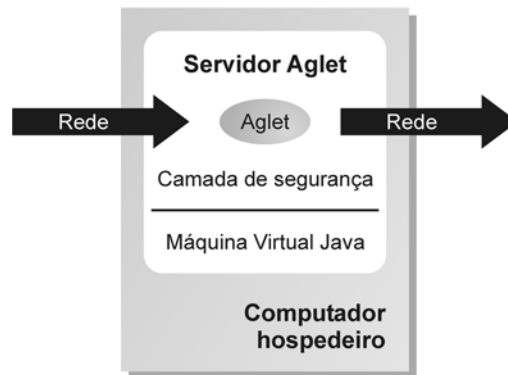 Servidor Aglet
Rede
Aglet
Rede
Camada de segurança
Máquina Virtual Java
Computador
hospedeiro